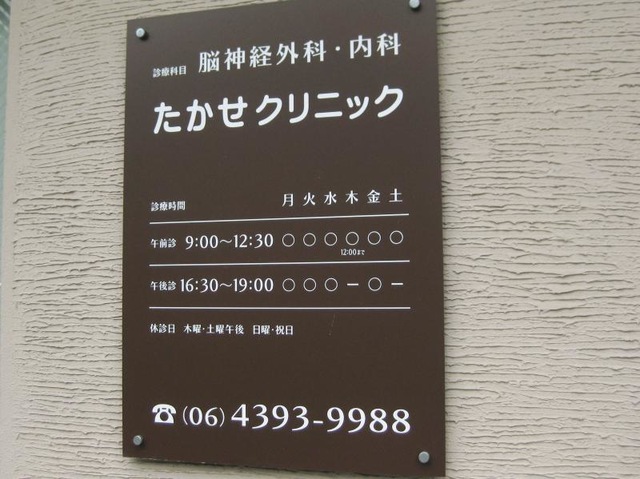 診療科目 脳神経外科・内科
たかせクリニック
診療時間 月 火 水 木 金 土
午前診 9:00〜12:30 ○ ○ ○ ○ ○ ○
12:00まで
午後診 16:30〜19:00 ○ ○ ○ ー ○ ー
休診日 木曜・土曜午後 日曜・祝日
☎(06)4393-9988